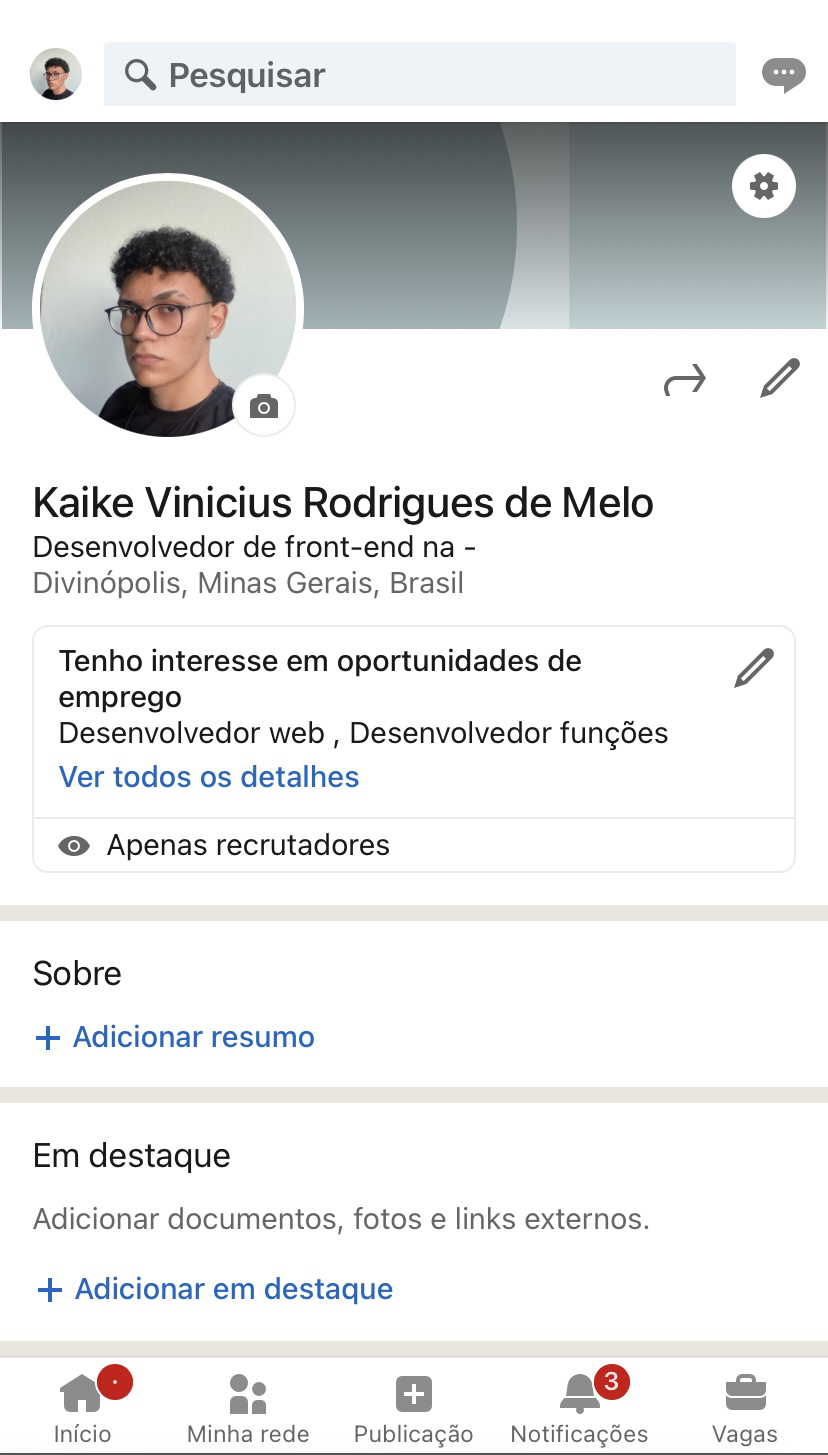 Pesquisar
Kaike Vinicius Rodrigues de Melo
Desenvolvedor de front-end na -
Divinópolis, Minas Gerais, Brasil
Tenho interesse em oportunidades de
emprego
Desenvolvedor web , Desenvolvedor funções
Ver todos os detalhes
Apenas recrutadores
Sobre
+ Adicionar resumo
Em destaque
Adicionar documentos, fotos e links externos.
+ Adicionar em destaque
3
Início Minha rede Publicação Notificações Vagas